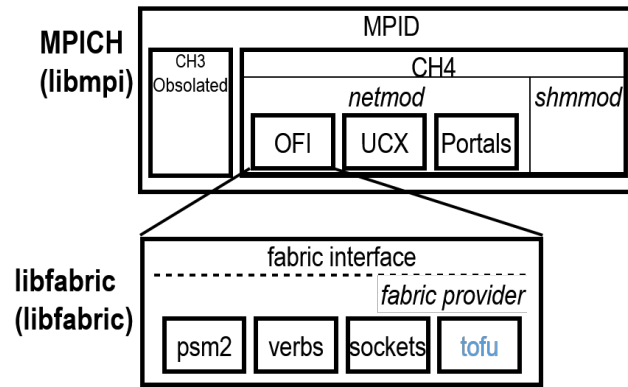 MPICH
(libmpi)
MPID
CH3
Obsolated
CH4
netmod
shmmod
OFI
UCX
Portals
libfabric
(libfabric)
fabric interface
fabric provider
psm2
verbs
sockets
tofu